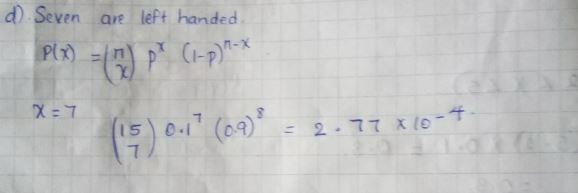 d). Seven are left handed.
P(x) = (n x) p^x (1-p)^n-x
x = 7
(15 7) 0.1^7 (0.9)^8 = 2.77 x 10^-4.